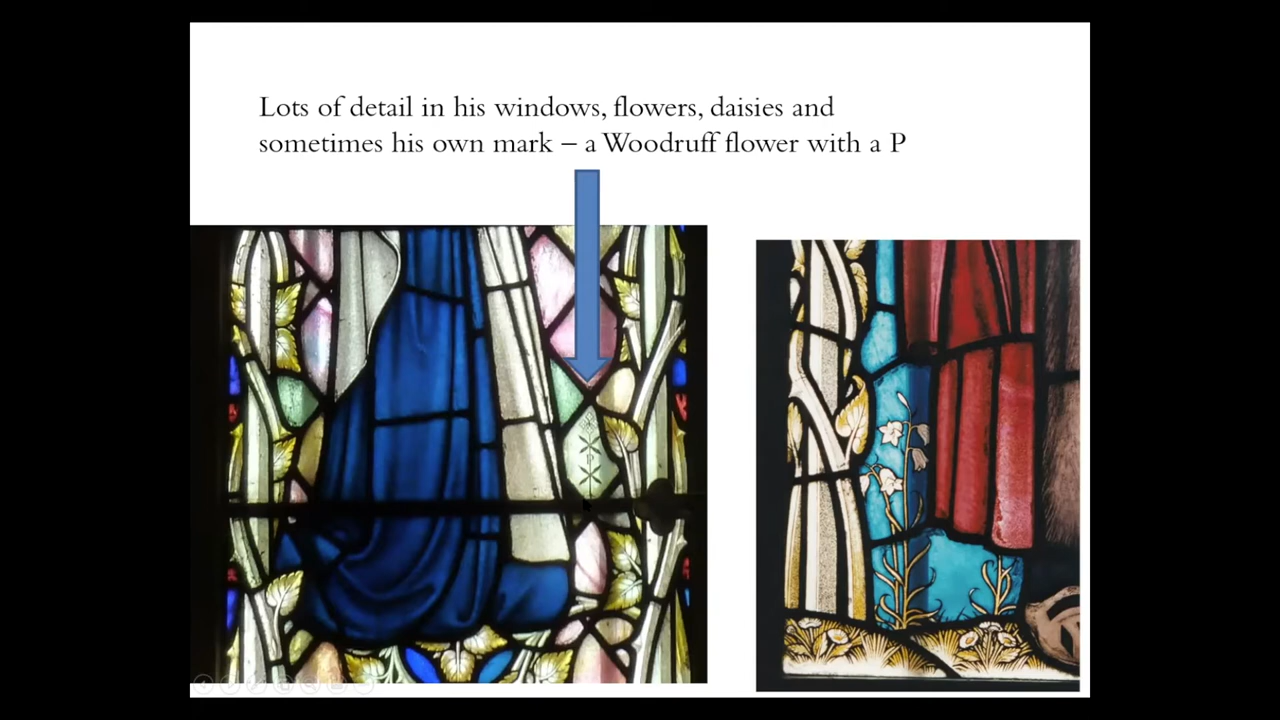 Lots of detail in his windows, flowers, daisies and
sometimes his own mark – a Woodruff flower with a P